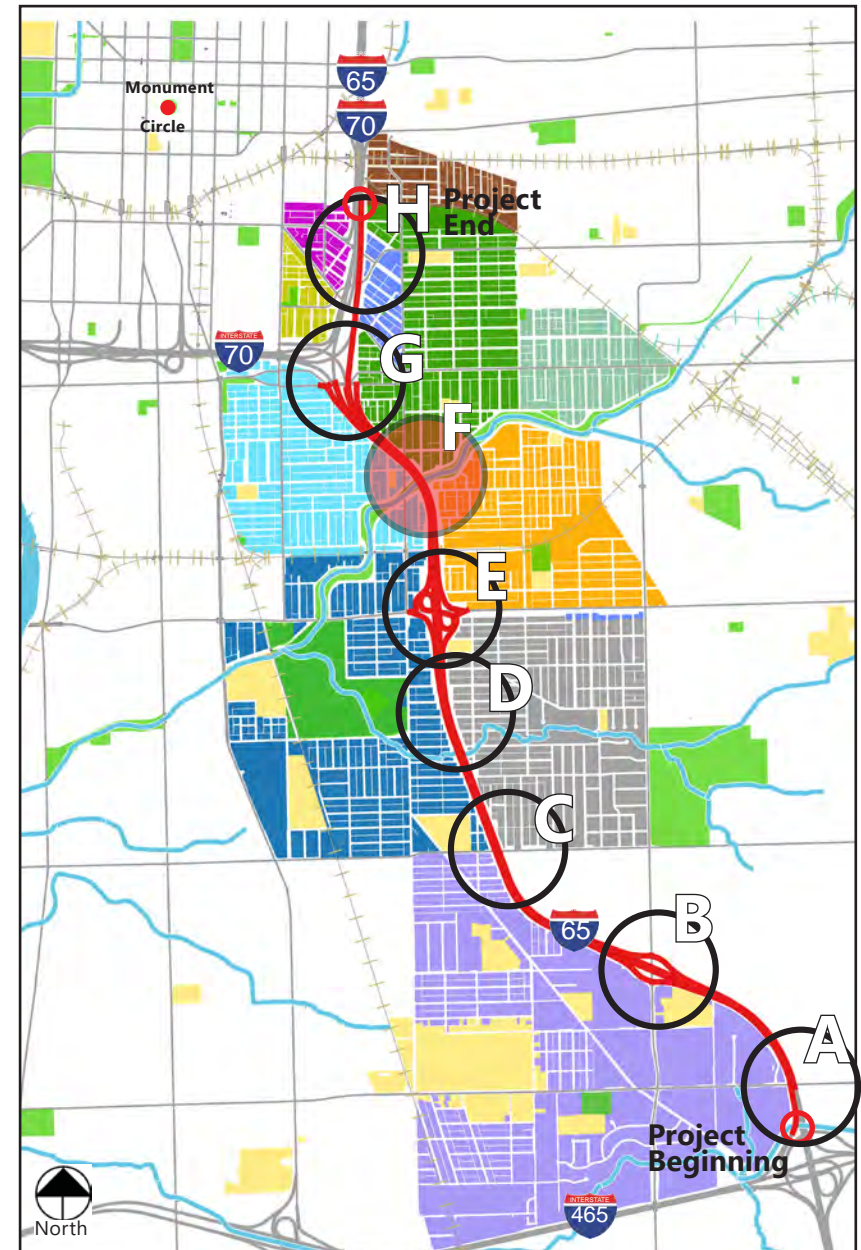 65
Monument
Circle
70
H
Project
End
INTERSTATE
70
G
F
E
D
C
B
65
A
Project
Beginning
North
INTERSTATE
465